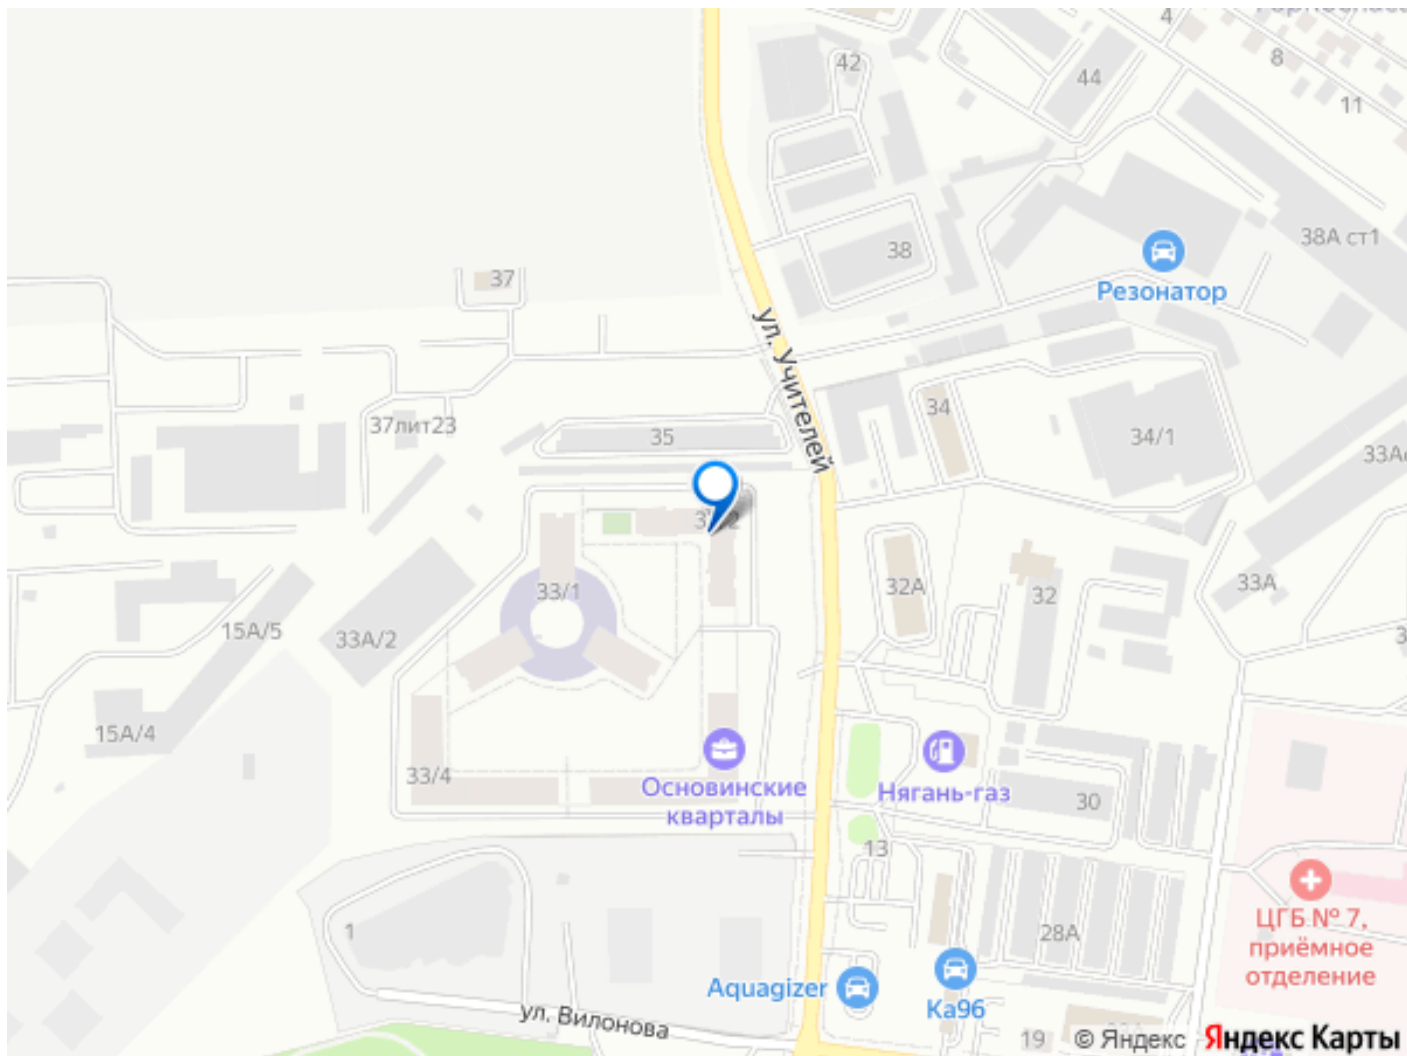 4
42
44
8
11
38А ст1
38
Резонатор
37
ул. Учителей
34
37лит23
35
34/1
33/1
32А
32
33А
15А/5
33А/2
15А/4
33/4
Основинские
кварталы
Нягань-газ
30
13
1
28А
ЦГБ № 7,
приёмное
отделение
Aquagizer
Ка96
ул. Вилонова
19
© Яндекс
Яндекс Карты